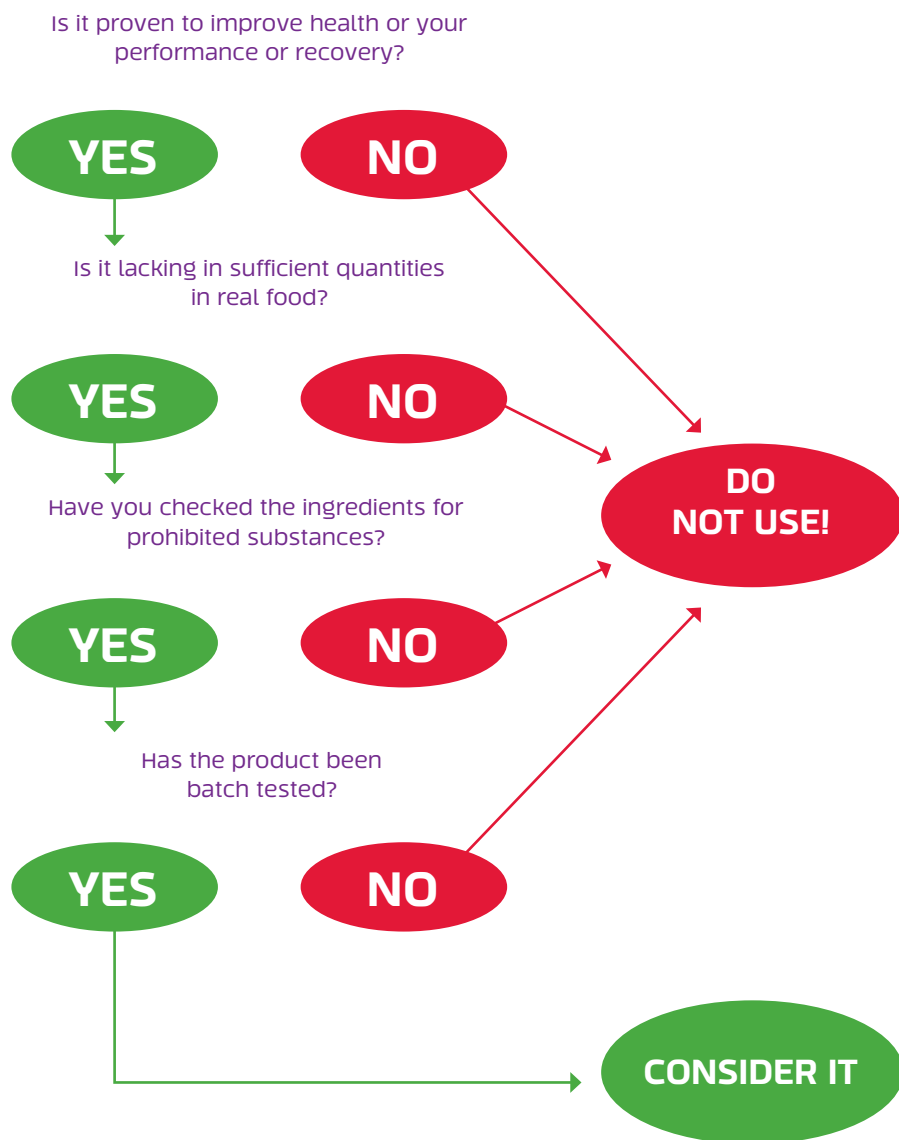 Is it proven to improve health or your
performance or recovery?
YES
NO
Is it lacking in sufficient quantities
in real food?
YES
NO
DO
NOT USE!
Have you checked the ingredients for
prohibited substances?
YES
NO
Has the product been
batch tested?
YES
NO
CONSIDER IT